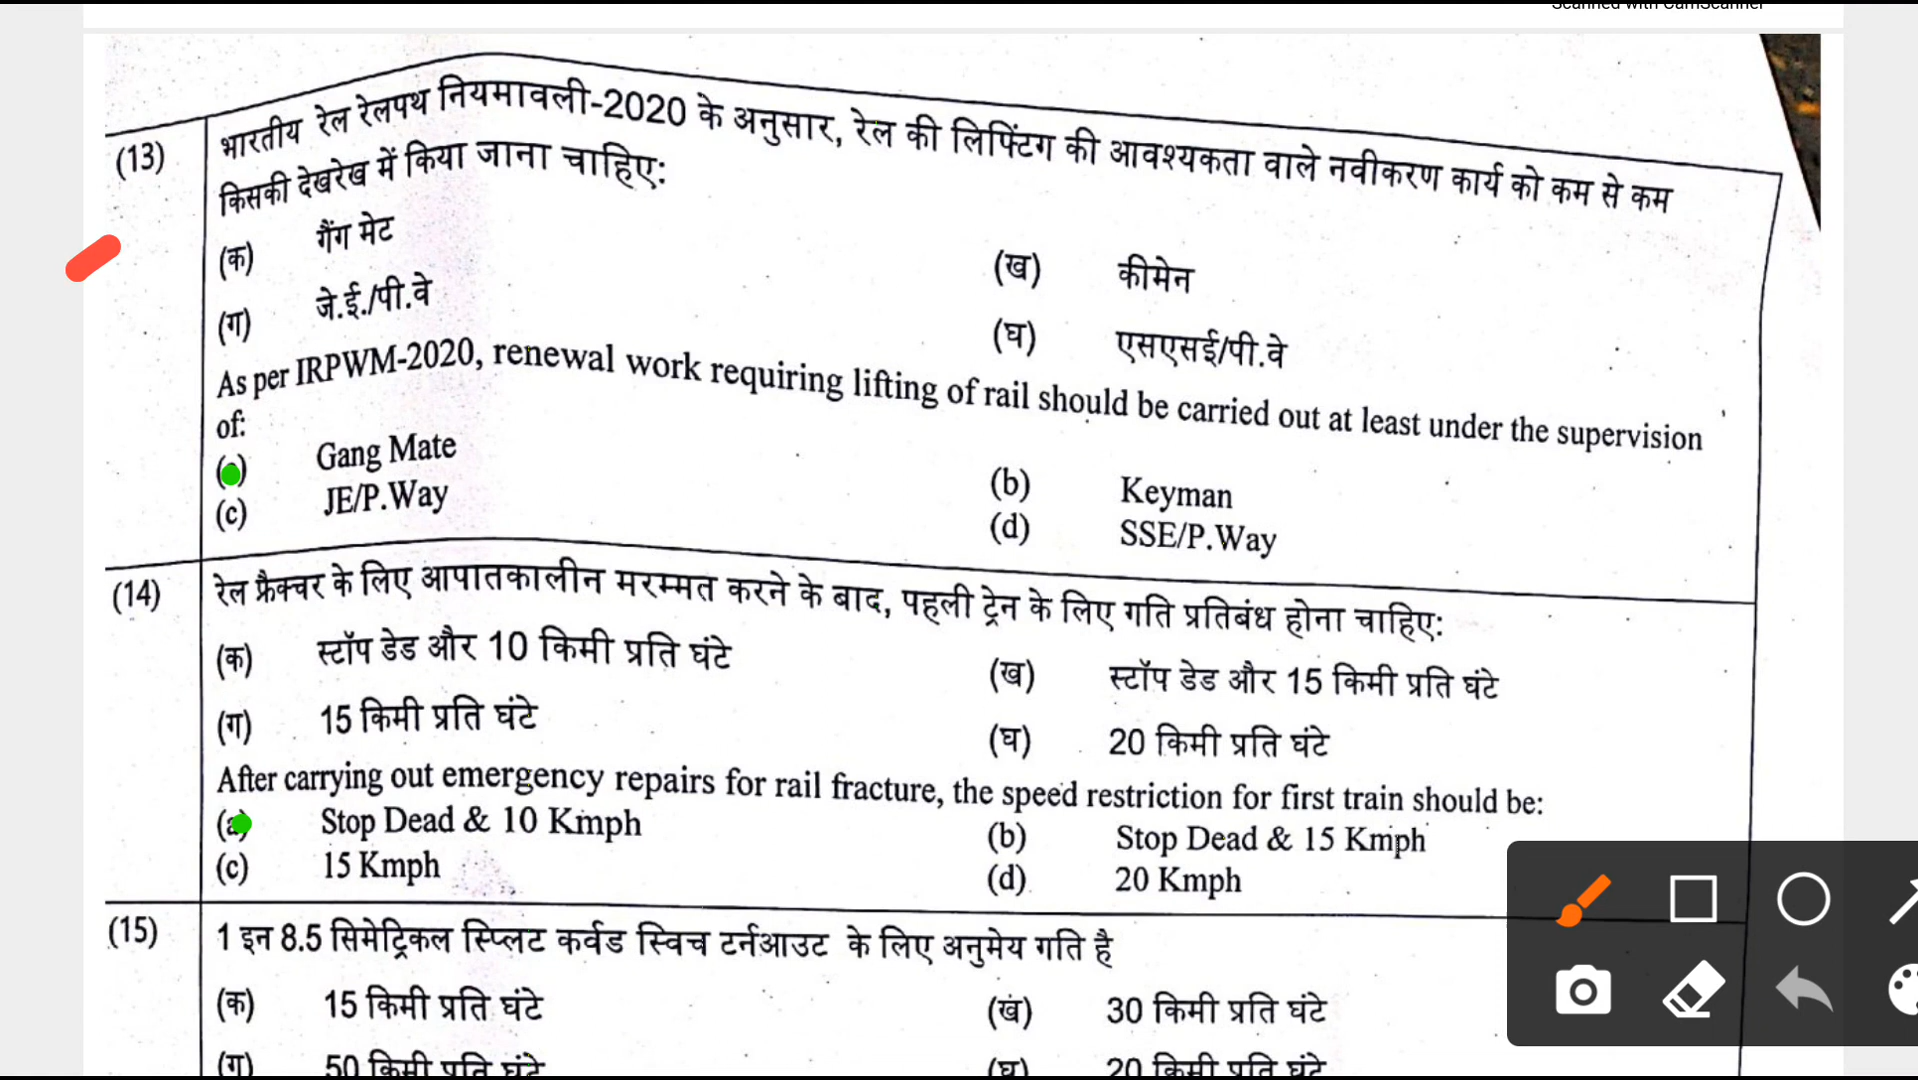 Scanned with CamScanner
(13) भारतीय रेल रेलपथ नियमावली-2020 के अनुसार, रेल की लिफ्टिंग की आवश्यकता वाले नवीकरण कार्य को कम से कम
किसकी देखरेख में किया जाना चाहिए:
(क) गैंग मेट (ख) कीमेन
(ग) जे.ई./पी.वे (घ) एसएसई/पी.वे
As per IRPWM-2020, renewal work requiring lifting of rail should be carried out at least under the supervision
of:
Gang Mate (b) Keyman
(c) JE/P.Way (d) SSE/P.Way
(14) रेल फ्रैक्चर के लिए आपातकालीन मरम्मत करने के बाद, पहली ट्रेन के लिए गति प्रतिबंध होना चाहिए:
(क) स्टॉप डेड और 10 किमी प्रति घंटे (ख) स्टॉप डेड और 15 किमी प्रति घंटे
(ग) 15 किमी प्रति घंटे (घ) 20 किमी प्रति घंटे
After carrying out emergency repairs for rail fracture, the speed restriction for first train should be:
(a) Stop Dead & 10 Kmph (b) Stop Dead & 15 Kmph
(c) 15 Kmph (d) 20 Kmph
(15) 1 इन 8.5 सिमेट्रिकल स्प्लिट कर्वड स्विच टर्नआउट के लिए अनुमेय गति है
(क) 15 किमी प्रति घंटे (ख) 30 किमी प्रति घंटे
(ग) 50 किमी प्रति घंटे (घ) 20 किमी प्रति घंटे